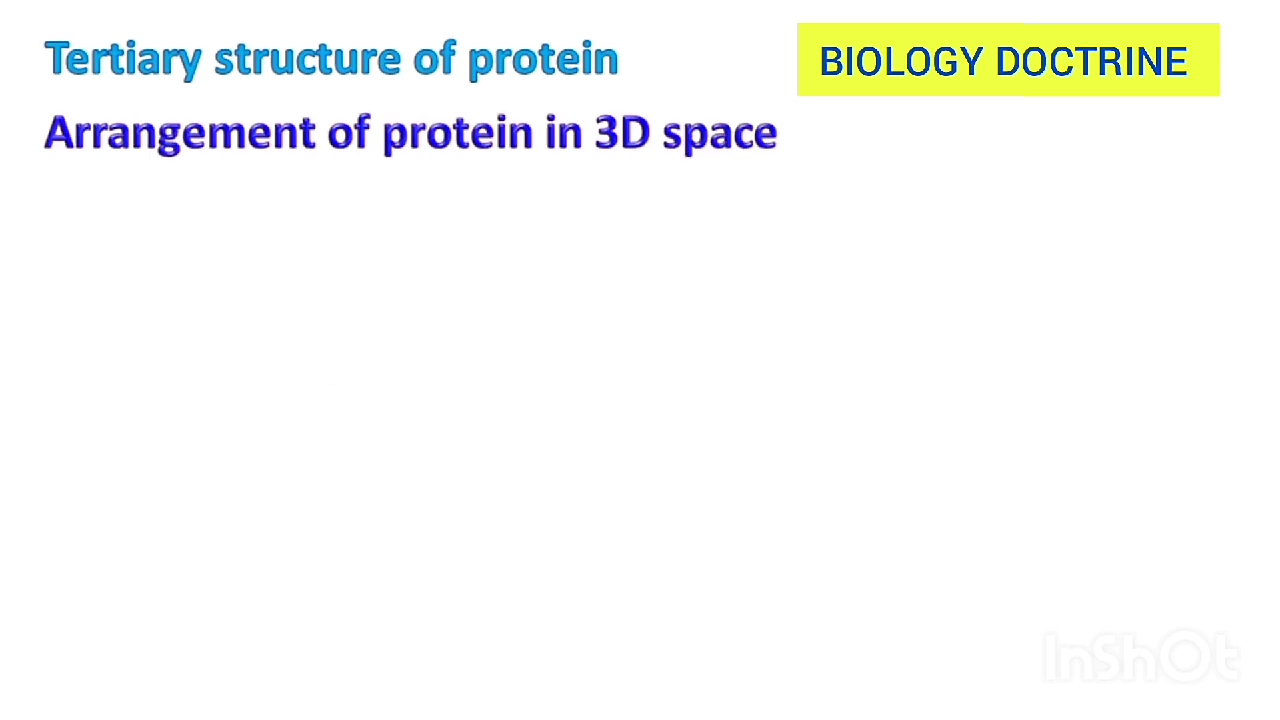 Tertiary structure of protein
BIOLOGY DOCTRINE
Arrangement of protein in 3D space
InShOt